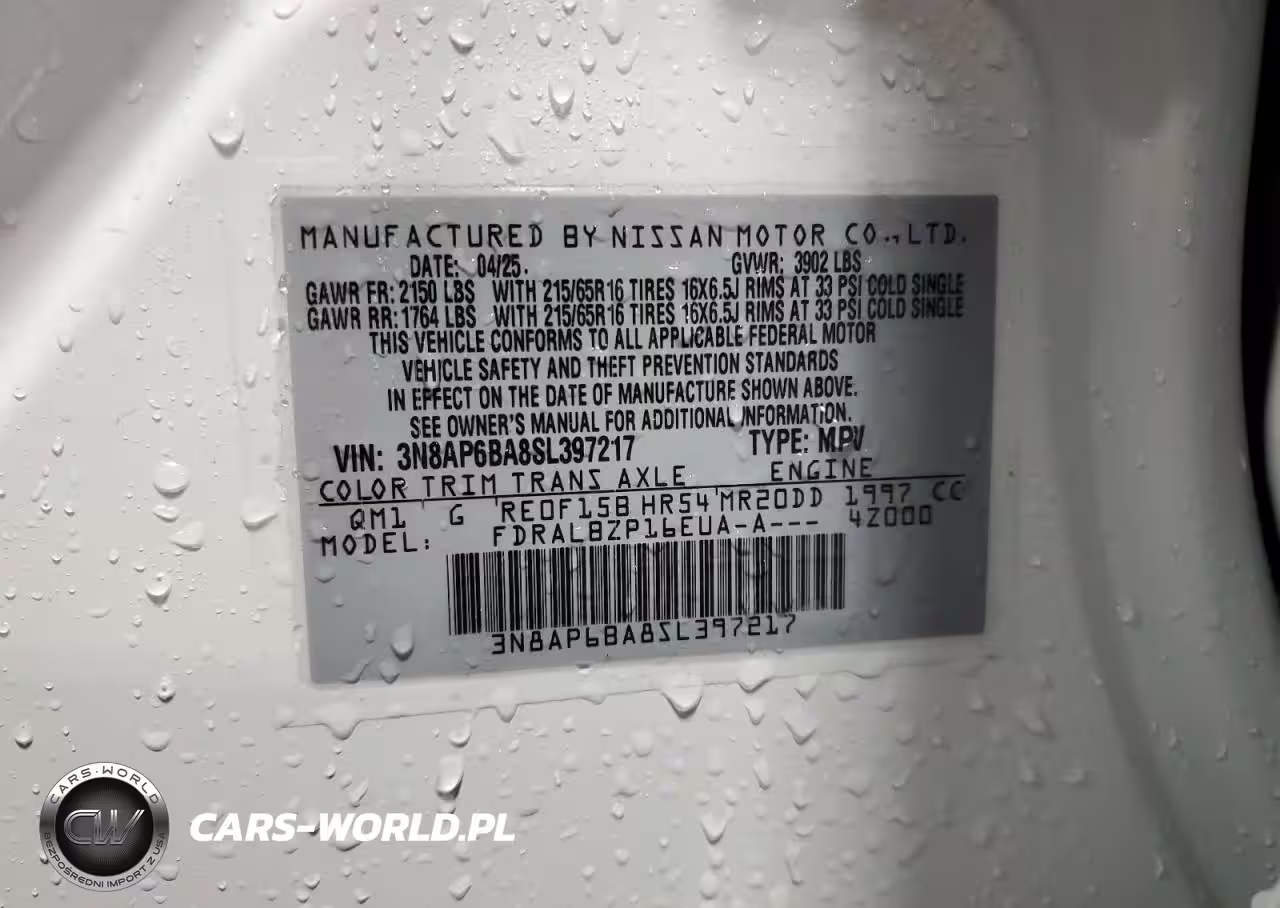 MANUFACTURED BY NISSAN MOTOR CO.,LTD.
DATE: 04/25. GVWR: 3902 LBS
GAWR FR: 2150 LBS WITH 215/65R16 TIRES 16X6.5J RIMS AT 33 PSI COLD SINGLE
GAWR RR: 1764 LBS WITH 215/65R16 TIRES 16X6.5J RIMS AT 33 PSI COLD SINGLE
THIS VEHICLE CONFORMS TO ALL APPLICABLE FEDERAL MOTOR
VEHICLE SAFETY AND THEFT PREVENTION STANDARDS
IN EFFECT ON THE DATE OF MANUFACTURE SHOWN ABOVE.
SEE OWNER'S MANUAL FOR ADDITIONAL INFORMATION.
VIN: 3N8AP6BA8SL397217 TYPE: MPV
COLOR TRIM TRANS AXLE ENGINE
QM1 G RE0F15B HR54 MR20DD 1997 CC
MODEL: FDRALBZP16EUA-A--- 42000
3N8AP6BA8SL397217
CARS-WORLD
CW
BEZPOŚREDNI IMPORT Z USA
CARS-WORLD.PL